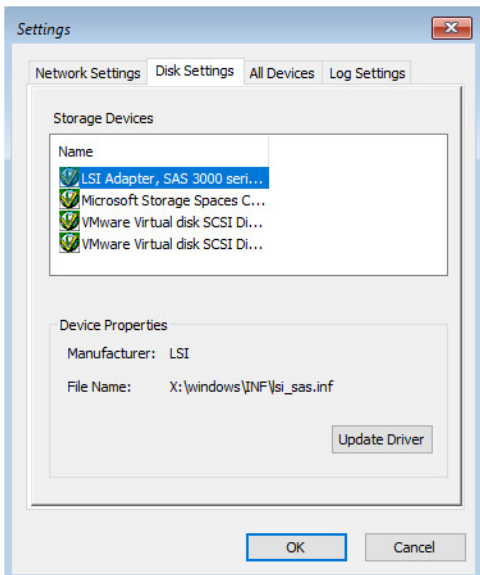 Settings
Network Settings Disk Settings All Devices Log Settings
Storage Devices
Name
LSI Adapter, SAS 3000 seri...
Microsoft Storage Spaces C...
VMware Virtual disk SCSI Di...
VMware Virtual disk SCSI Di...
Device Properties
Manufacturer: LSI
File Name: X:\windows\INF\lsi_sas.inf
Update Driver
OK Cancel